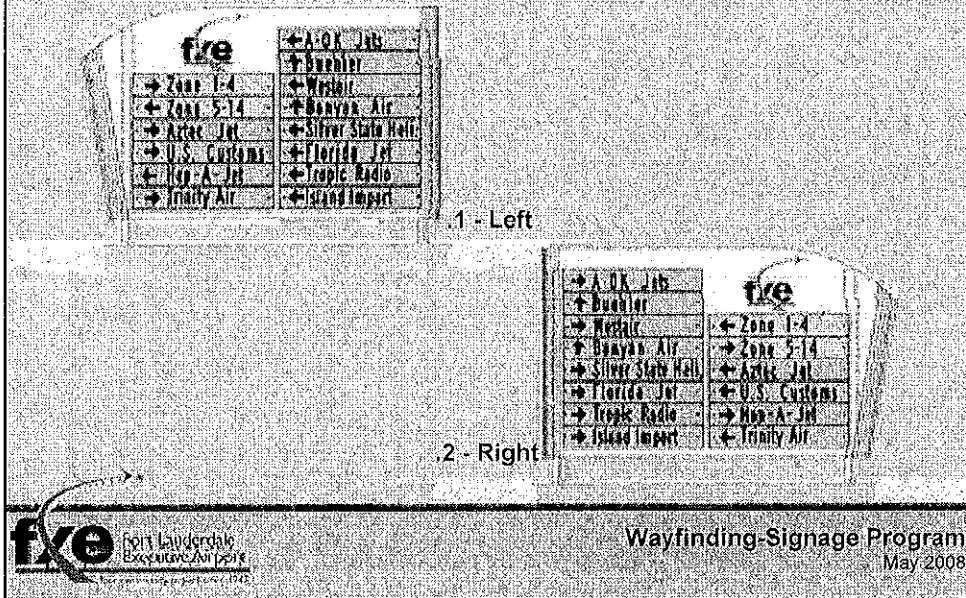 fxe
→ Zone 1-4
← Zone 5-14
→ Aztec Jet
→ U.S. Customs
← Hop-A-Jet
→ Trinity Air
← A-OK Jets
↑ Buehler
← Westair
↑ Banyan Air
← Silver State Heli.
← Florida Jet
← Tropic Radio
← Island Import
.1 - Left
→ A OK Jets
↑ Buehler
→ Westair
↑ Banyan Air
→ Silver State Heli.
→ Florida Jet
→ Tropic Radio
→ Island Import
fxe
← Zone 1-4
→ Zone 5-14
← Aztec Jet
← U.S. Customs
→ Hop-A-Jet
← Trinity Air
.2 - Right
fxe
Fort Lauderdale
Executive Airport
Wayfinding-Signage Program
May 2008